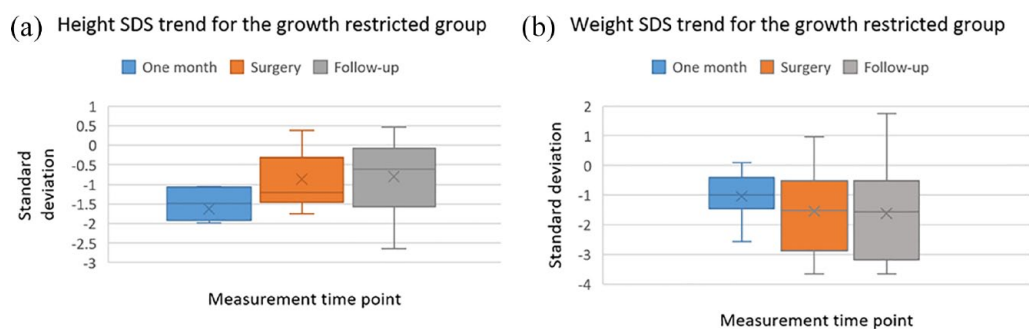 (a) Height SDS trend for the growth restricted group
One month Surgery Follow-up
Standard
deviation
1
0.5
0
-0.5
-1
-1.5
-2
-2.5
-3
Measurement time point
(b) Weight SDS trend for the growth restricted group
One month Surgery Follow-up
Standard deviation
2
1
0
-1
-2
-3
-4
Measurement time point